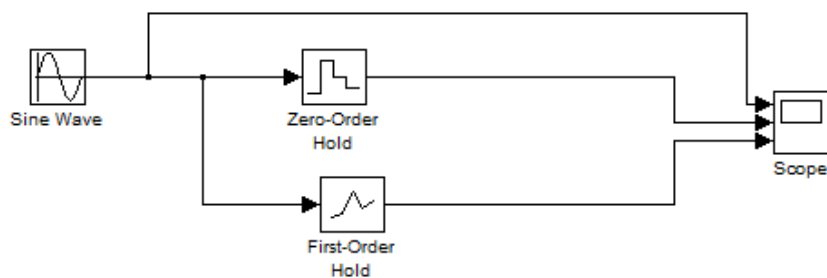 Sine Wave
Zero-Order
Hold
Scope
First-Order
Hold